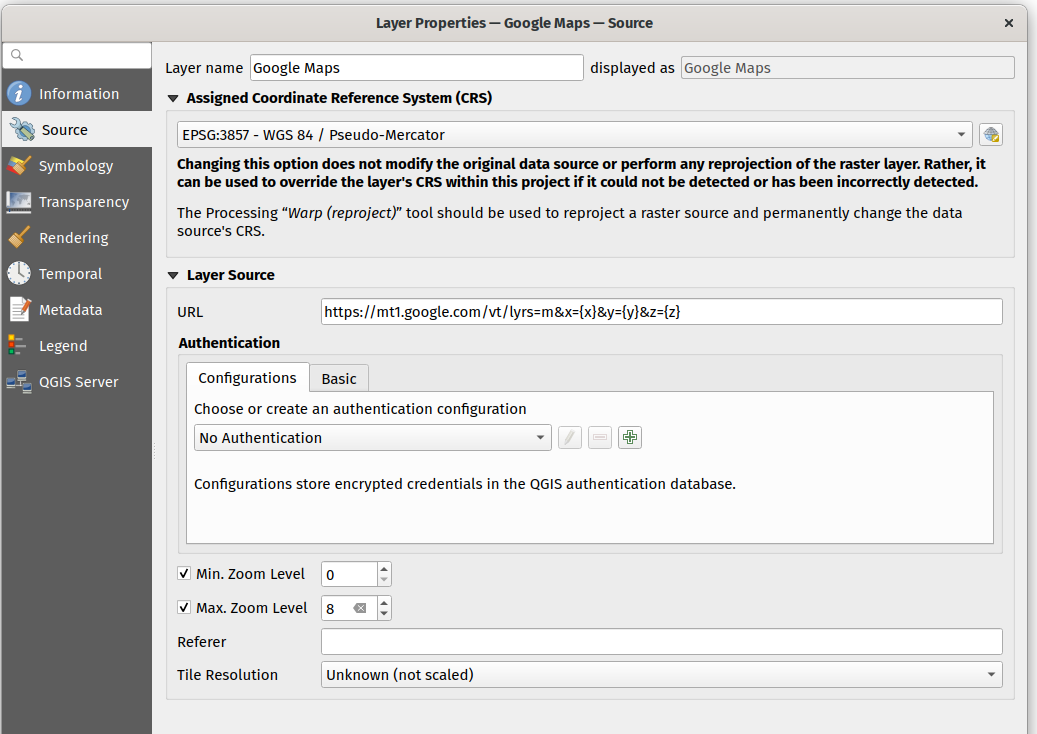 Layer Properties — Google Maps — Source
Layer name Google Maps displayed as Google Maps
Information
Source
Symbology
Transparency
Rendering
Temporal
Metadata
Legend
QGIS Server
Assigned Coordinate Reference System (CRS)
EPSG:3857 - WGS 84 / Pseudo-Mercator
Changing this option does not modify the original data source or perform any reprojection of the raster layer. Rather, it
can be used to override the layer's CRS within this project if it could not be detected or has been incorrectly detected.
The Processing “Warp (reproject)” tool should be used to reproject a raster source and permanently change the data
source's CRS.
Layer Source
URL https://mt1.google.com/vt/lyrs=m&x={x}&y={y}&z={z}
Authentication
Configurations Basic
Choose or create an authentication configuration
No Authentication
Configurations store encrypted credentials in the QGIS authentication database.
Min. Zoom Level 0
Max. Zoom Level 8
Referer
Tile Resolution Unknown (not scaled)